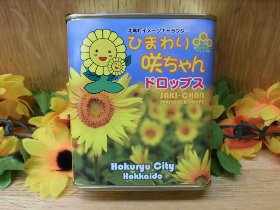 北竜町イメージキャラクター
ひまわり
咲ちゃん
ドロップス
SAKI-CHAN
Hokuryu City
Hokkaido